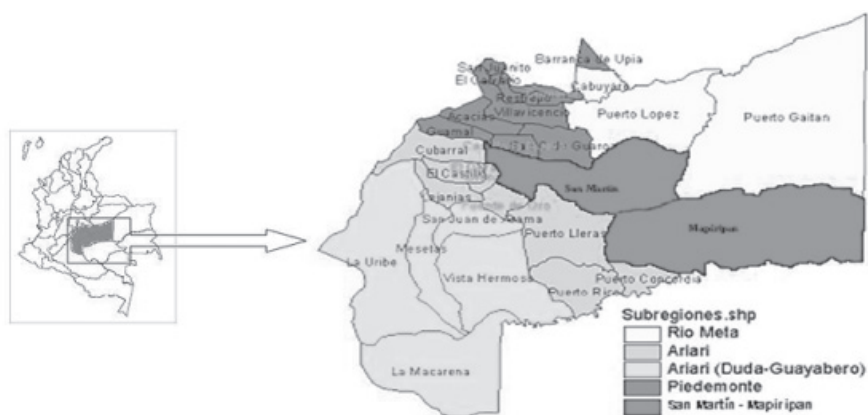 Barranca de Upia
San Juanito
El Calvario
Cabuyaro
Restrepo
Villavicencio
Puerto Lopez
Puerto Gaitan
Acacias
Guamal
Cubarral
El Castillo
San Martín
Lejanias
San Juan de Arama
Mapiripan
Puerto Lleras
Mesetas
La Uribe
Vista Hermosa
Puerto Concordia
Puerto Rico
La Macarena
Subregiones.shp
Rio Meta
Ariari
Ariari (Duda-Guayabero)
Piedemonte
San Martín - Mapiripan